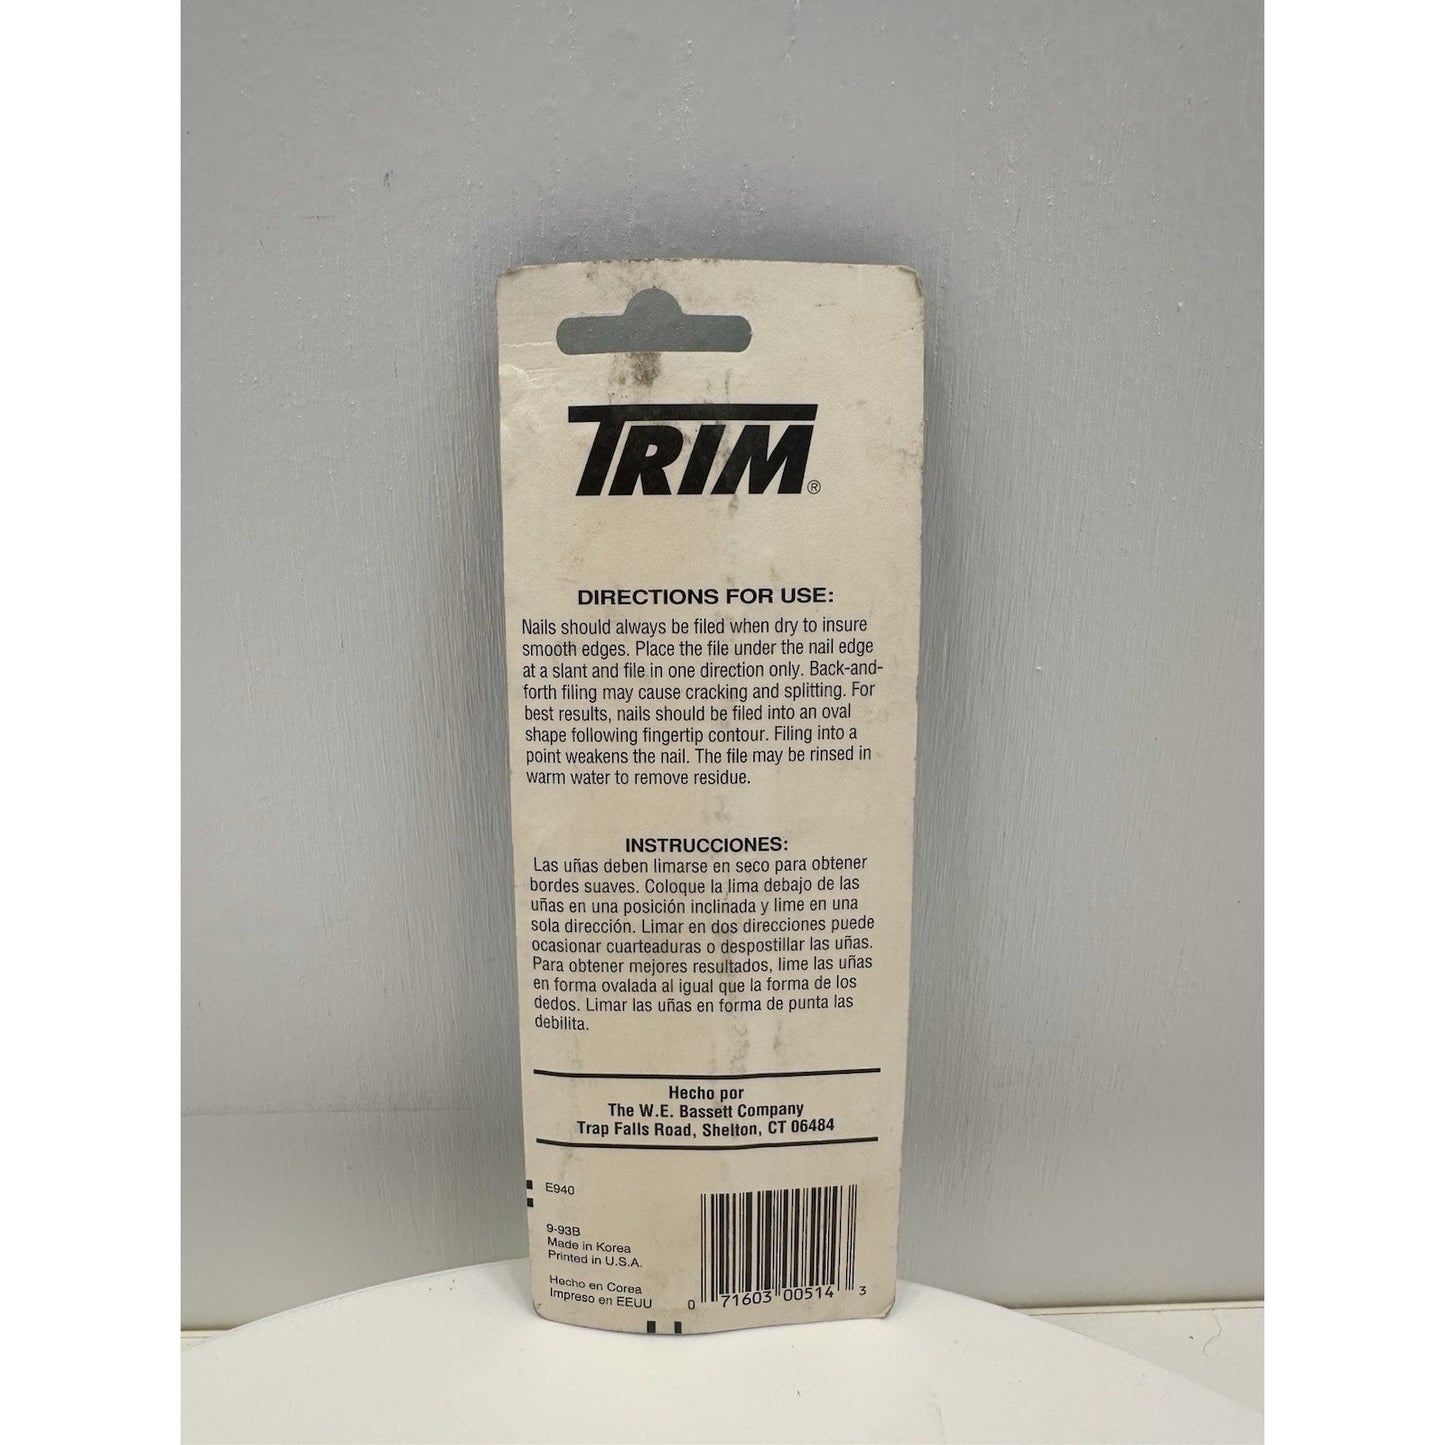 TRIM®
DIRECTIONS FOR USE:
Nails should always be filed when dry to insure
smooth edges. Place the file under the nail edge
at a slant and file in one direction only. Back-and-
forth filing may cause cracking and splitting. For
best results, nails should be filed into an oval
shape following fingertip contour. Filing into a
point weakens the nail. The file may be rinsed in
warm water to remove residue.
INSTRUCCIONES:
Las uñas deben limarse en seco para obtener
bordes suaves. Coloque la lima debajo de las
uñas en una posición inclinada y lime en una
sola dirección. Limar en dos direcciones puede
ocasionar cuarteaduras o despostillar las uñas.
Para obtener mejores resultados, lime las uñas
en forma ovalada al igual que la forma de los
dedos. Limar las uñas en forma de punta las
debilita.
Hecho por
The W.E. Bassett Company
Trap Falls Road, Shelton, CT 06484
E940
9-93B
Made in Korea
Printed in U.S.A.
Hecho en Corea
Impreso en EEUU
0 71603 00514 3